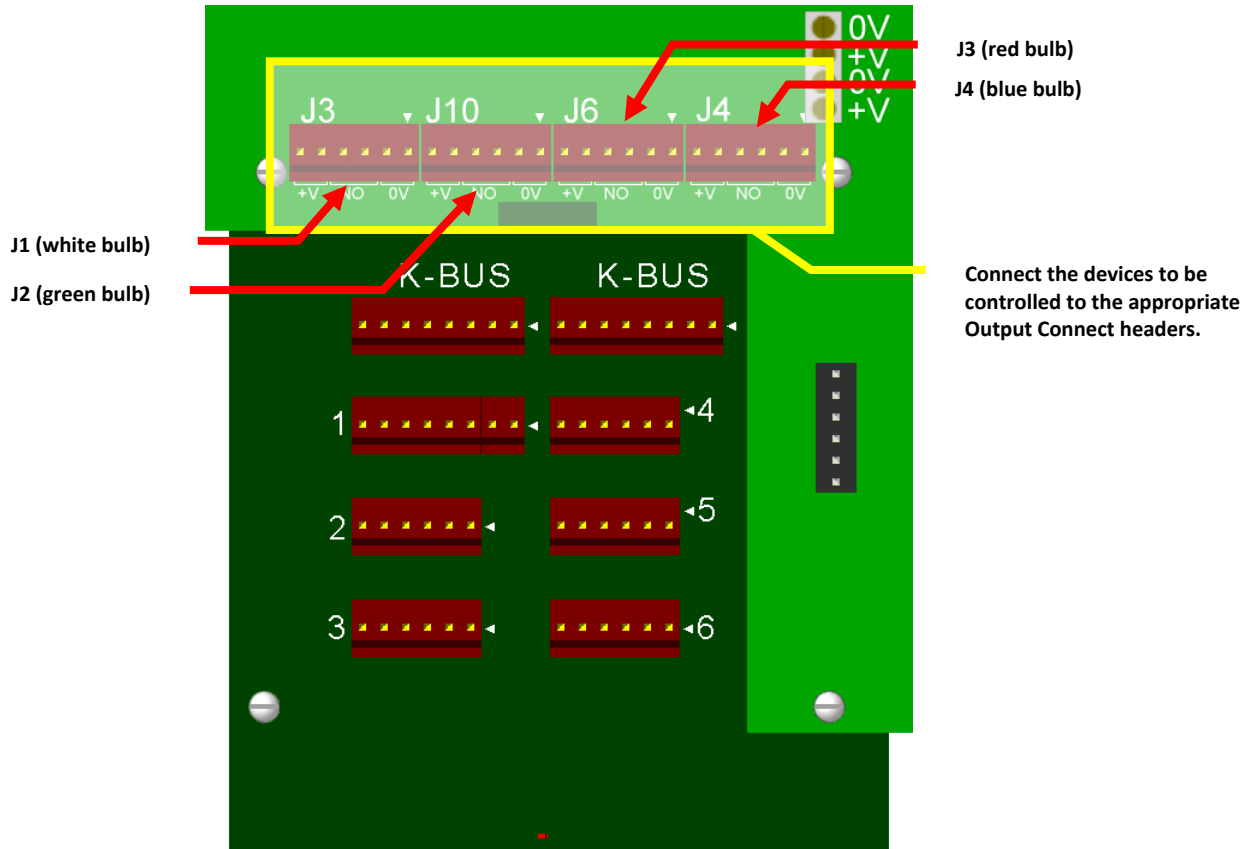 0V
+V
0V
+V
J3 (red bulb)
J4 (blue bulb)
J3 J10 J6 J4
+V NO 0V +V NO 0V +V NO 0V +V NO 0V
J1 (white bulb)
J2 (green bulb)
Connect the devices to be
controlled to the appropriate
Output Connect headers.
K-BUS K-BUS
1 4
2 5
3 6